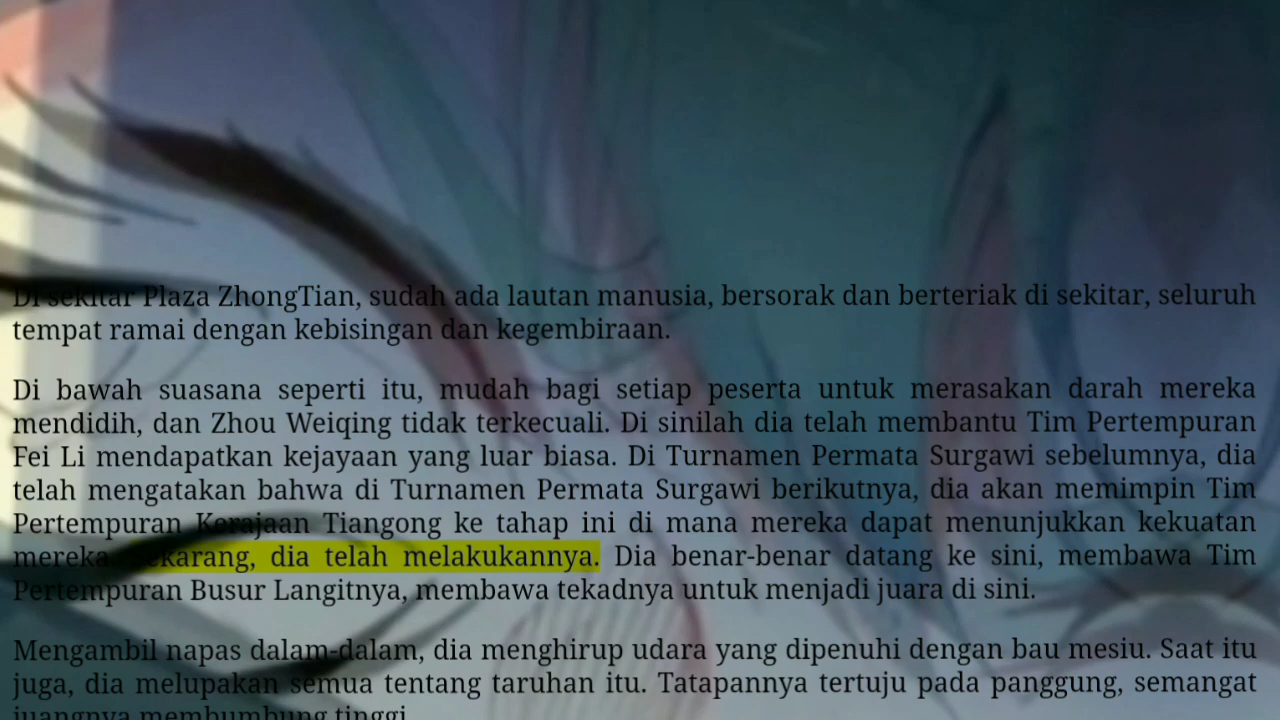 Di sekitar Plaza ZhongTian, sudah ada lautan manusia, bersorak dan berteriak di sekitar, seluruh
tempat ramai dengan kebisingan dan kegembiraan.
Di bawah suasana seperti itu, mudah bagi setiap peserta untuk merasakan darah mereka
mendidih, dan Zhou Weiqing tidak terkecuali. Di sinilah dia telah membantu Tim Pertempuran
Fei Li mendapatkan kejayaan yang luar biasa. Di Turnamen Permata Surgawi sebelumnya, dia
telah mengatakan bahwa di Turnamen Permata Surgawi berikutnya, dia akan memimpin Tim
Pertempuran Kerajaan Tiangong ke tahap ini di mana mereka dapat menunjukkan kekuatan
mereka. Sekarang, dia telah melakukannya. Dia benar-benar datang ke sini, membawa Tim
Pertempuran Busur Langitnya, membawa tekadnya untuk menjadi juara di sini.
Mengambil napas dalam-dalam, dia menghirup udara yang dipenuhi dengan bau mesiu. Saat itu
juga, dia melupakan semua tentang taruhan itu. Tatapannya tertuju pada panggung, semangat
juangnya membumbung tinggi.